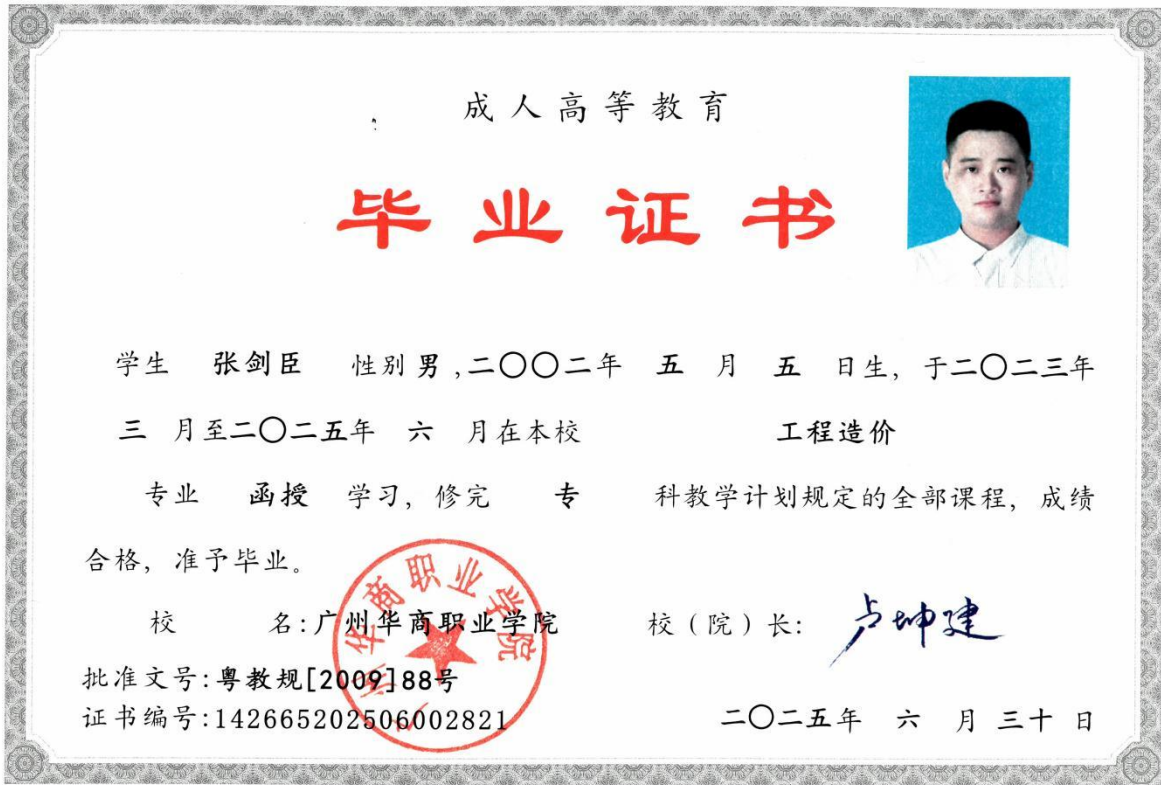 成人高等教育
毕业证书
学生 张剑臣 性别 男,二〇〇二年 五 月 五 日生, 于二〇二三年
三 月至二〇二五年 六 月在本校 工程造价
专业 函授 学习, 修完 专 科教学计划规定的全部课程, 成绩
合格, 准予毕业。
校 名:广州华商职业学院 校(院)长: 卢坤建
广州华商职业学院
批准文号:粤教规[2009]88号
证书编号:142665202506002821
二〇二五年 六 月 三十 日